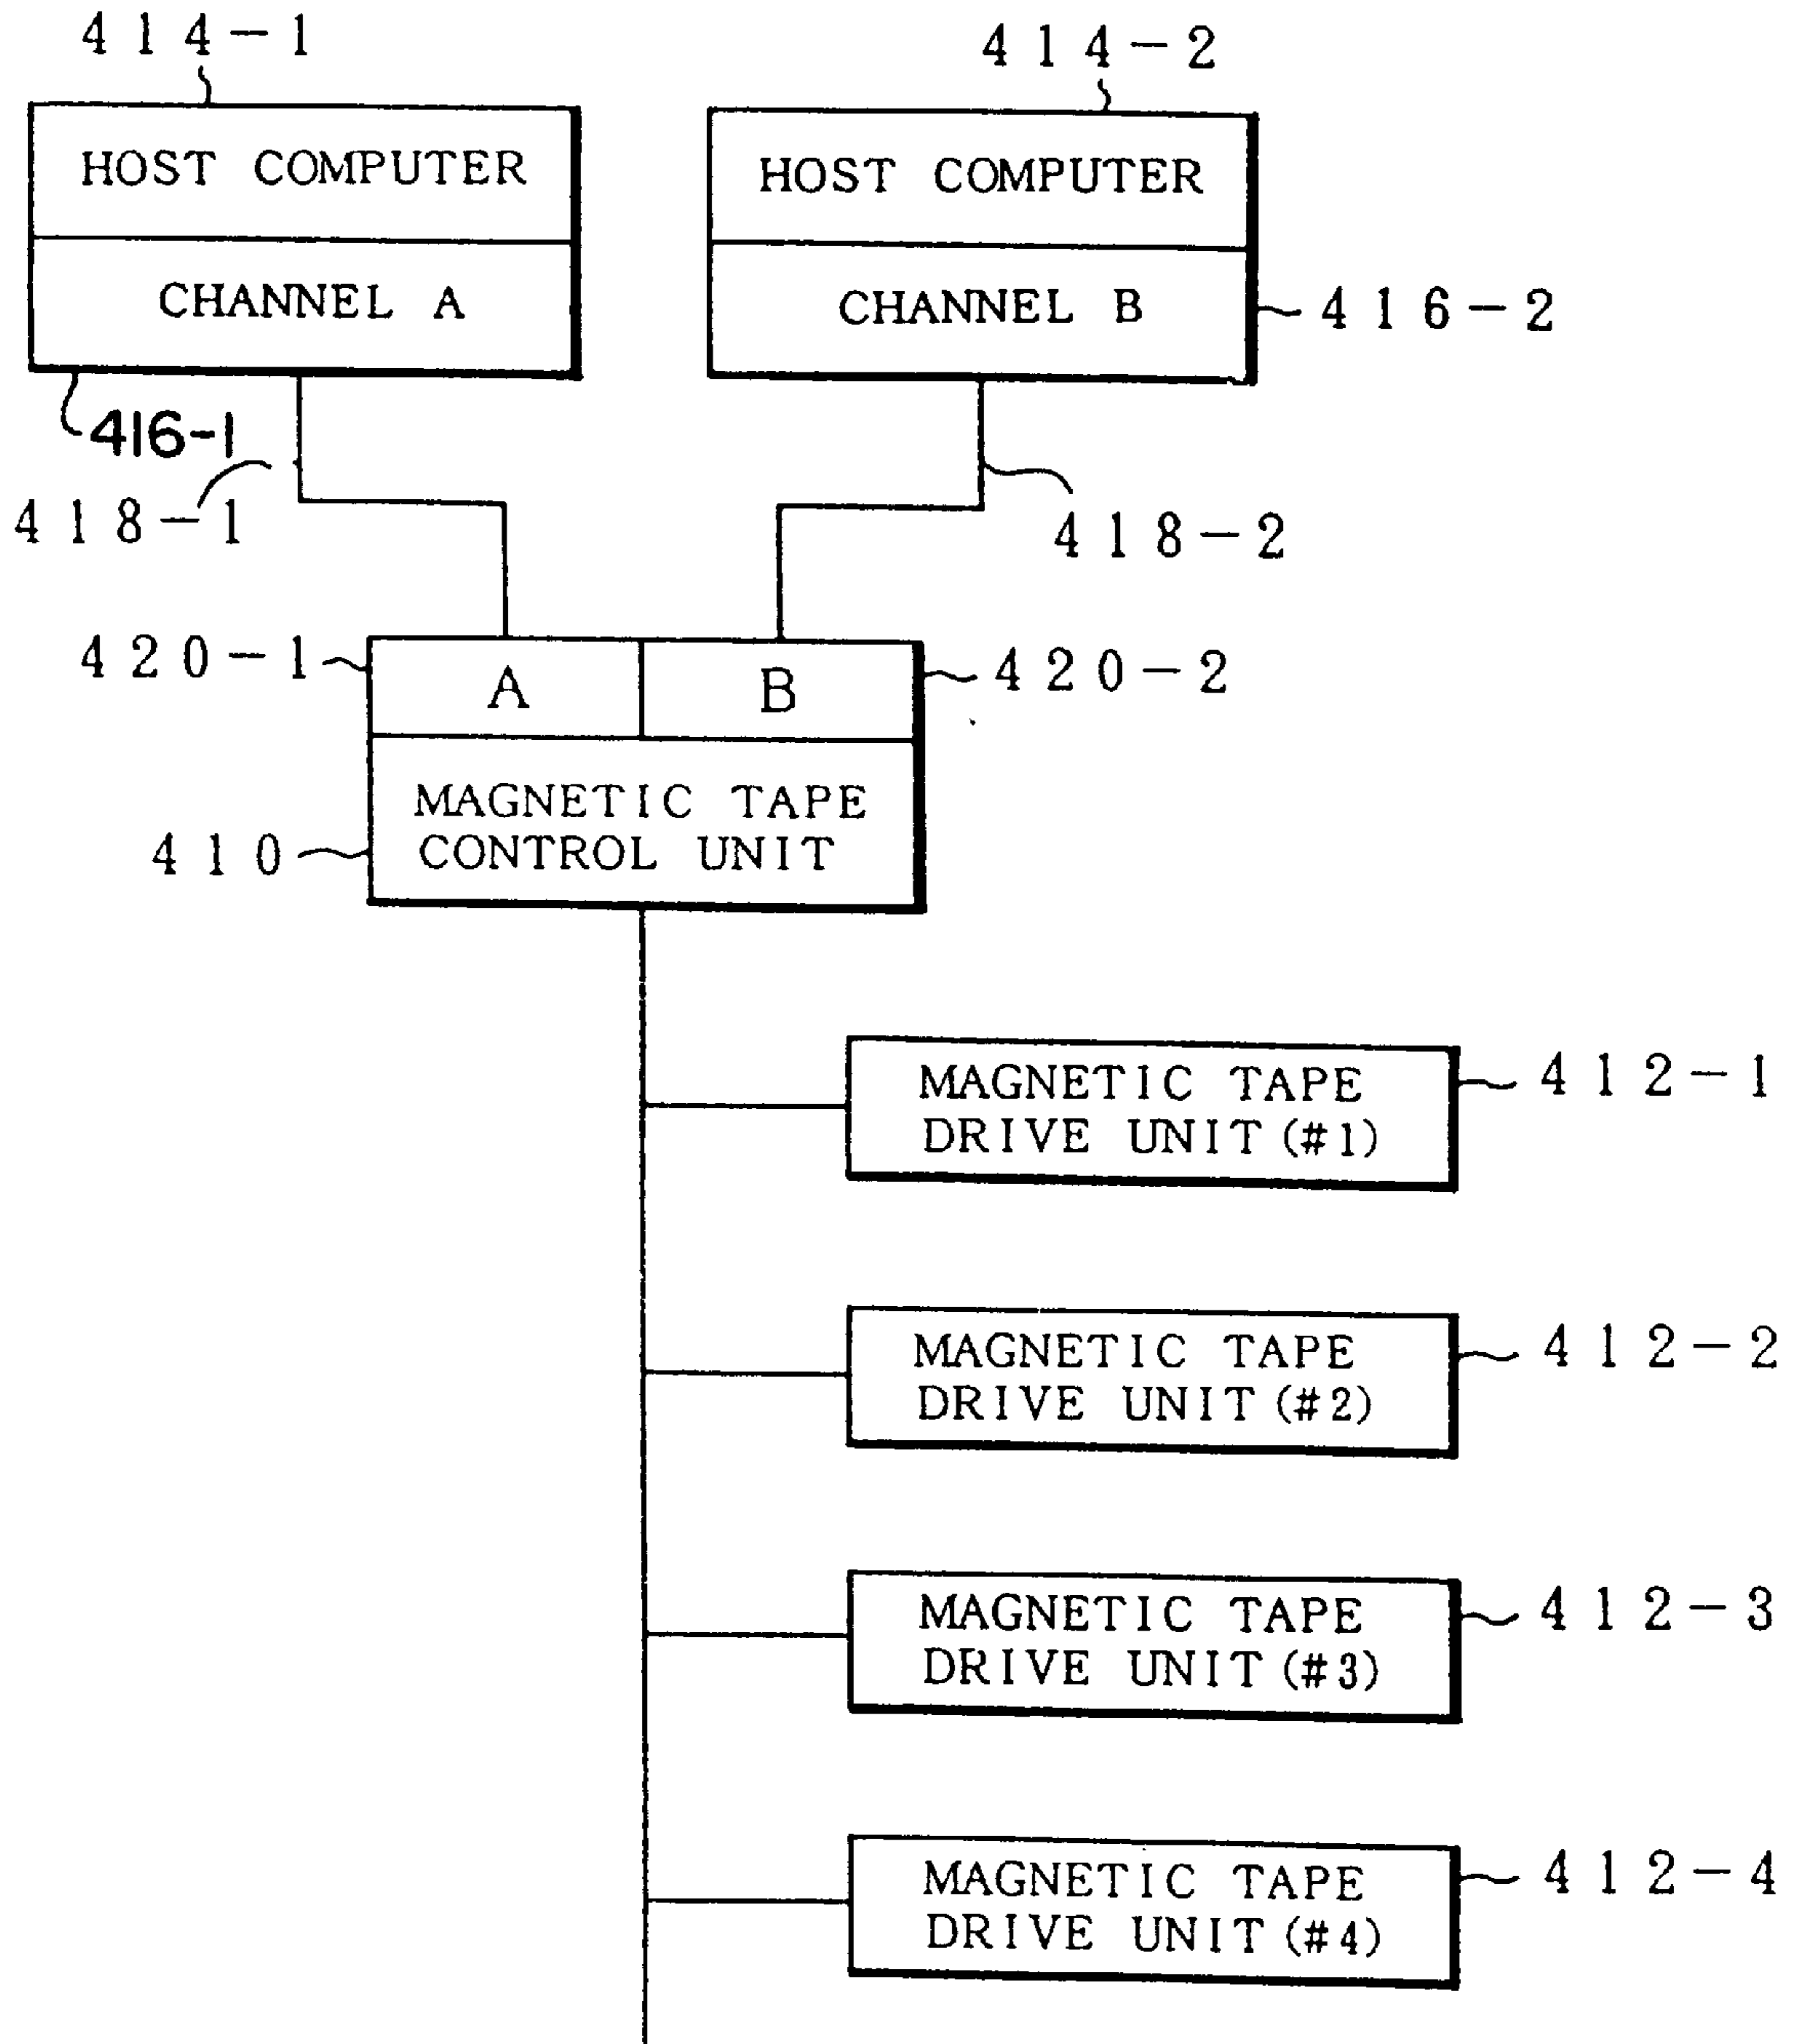 414-1
414-2
HOST COMPUTER
HOST COMPUTER
CHANNEL A
CHANNEL B
416-2
416-1
418-1
418-2
420-1
A
B
420-2
MAGNETIC TAPE
CONTROL UNIT
410
MAGNETIC TAPE
DRIVE UNIT (#1)
412-1
MAGNETIC TAPE
DRIVE UNIT (#2)
412-2
MAGNETIC TAPE
DRIVE UNIT (#3)
412-3
MAGNETIC TAPE
DRIVE UNIT (#4)
412-4